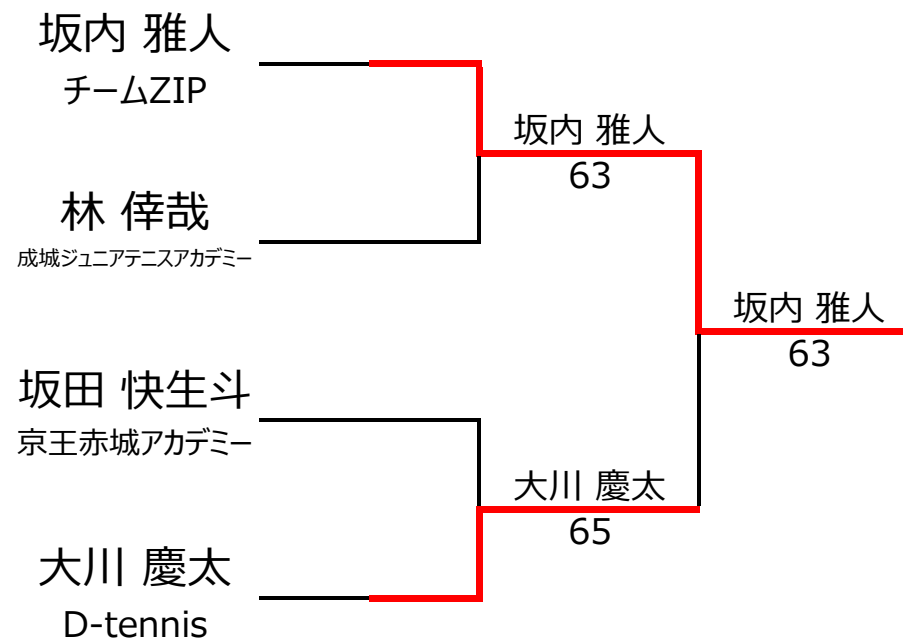 坂内 雅人
チームZIP
林 倖哉
成城ジュニアテニスアカデミー
坂田 快生斗
京王赤城アカデミー
大川 慶太
D-tennis
坂内 雅人
63
大川 慶太
65
坂内 雅人
63